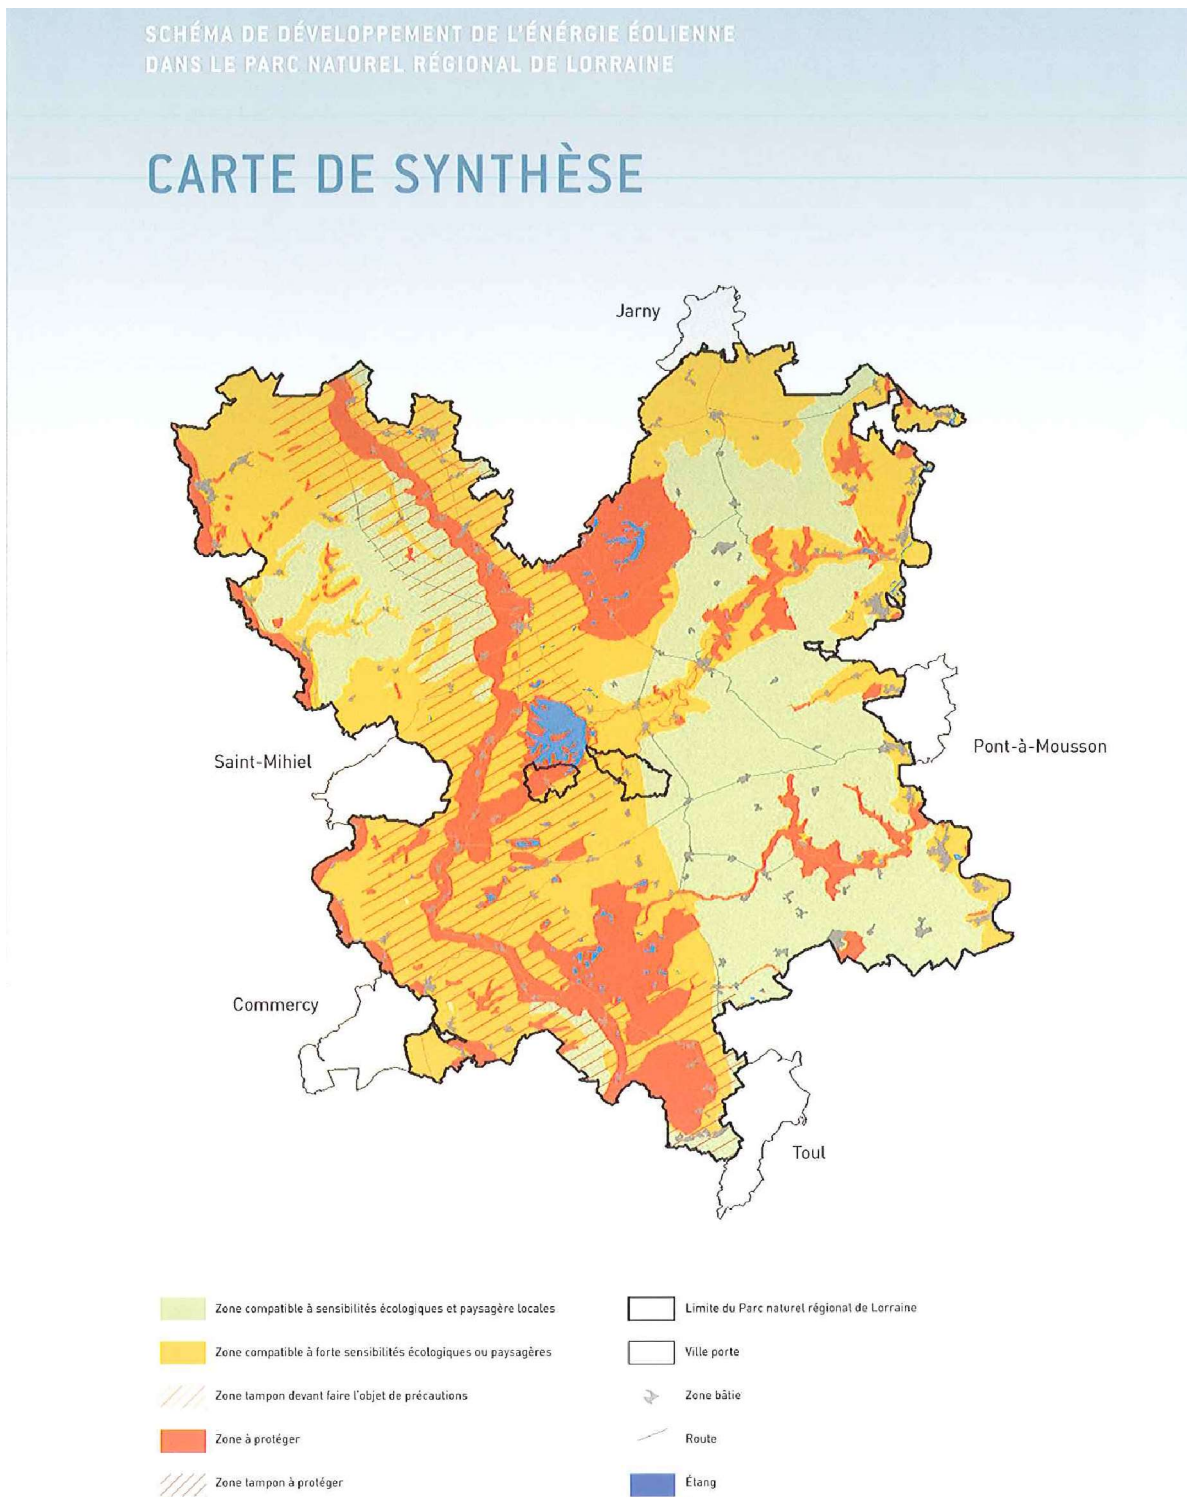 SCHÉMA DE DÉVELOPPEMENT DE L'ÉNÉRGIE ÉOLIENNE
DANS LE PARC NATUREL RÉGIONAL DE LORRAINE
CARTE DE SYNTHÈSE
Jarny
Saint-Mihiel
Pont-à-Mousson
Commercy
Toul
Zone compatible à sensibilités écologiques et paysagère locales
Zone compatible à forte sensibilités écologiques ou paysagères
Zone tampon devant faire l'objet de précautions
Zone à protéger
Zone tampon à protéger
Limite du Parc naturel régional de Lorraine
Ville porte
Zone bâtie
Route
Étang